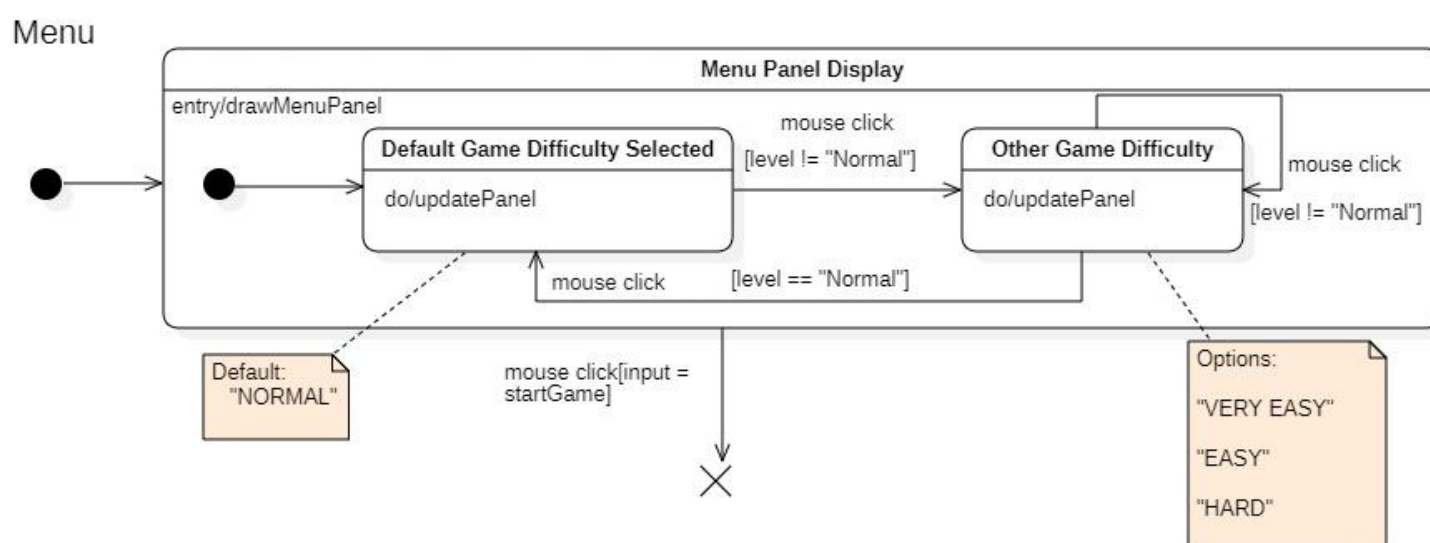 Menu
Menu Panel Display
entry/drawMenuPanel
Default Game Difficulty Selected
do/updatePanel
mouse click
[level != "Normal"]
Other Game Difficulty
do/updatePanel
mouse click
[level != "Normal"]
mouse click
[level == "Normal"]
Default:
"NORMAL"
mouse click[input =
startGame]
Options:
"VERY EASY"
"EASY"
"HARD"